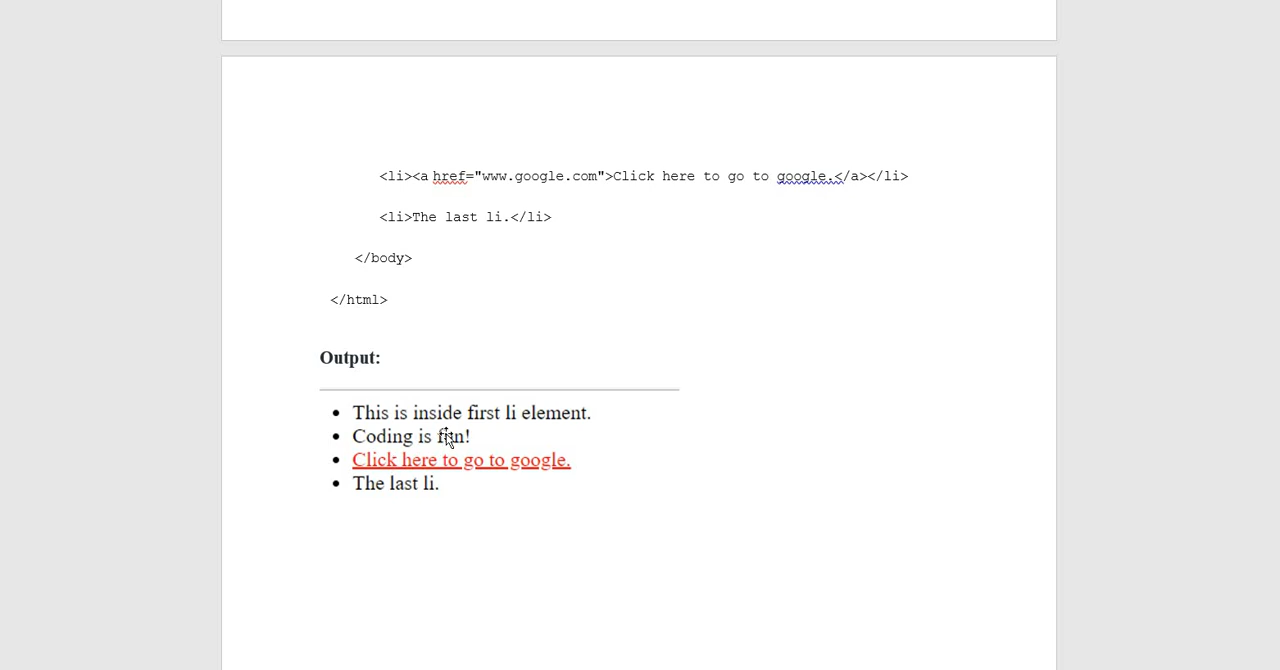 <li><a href="www.google.com">Click here to go to google.</a></li>
<li>The last li.</li>
</body>
</html>
Output:
• This is inside first li element.
• Coding is fun!
• Click here to go to google.
• The last li.